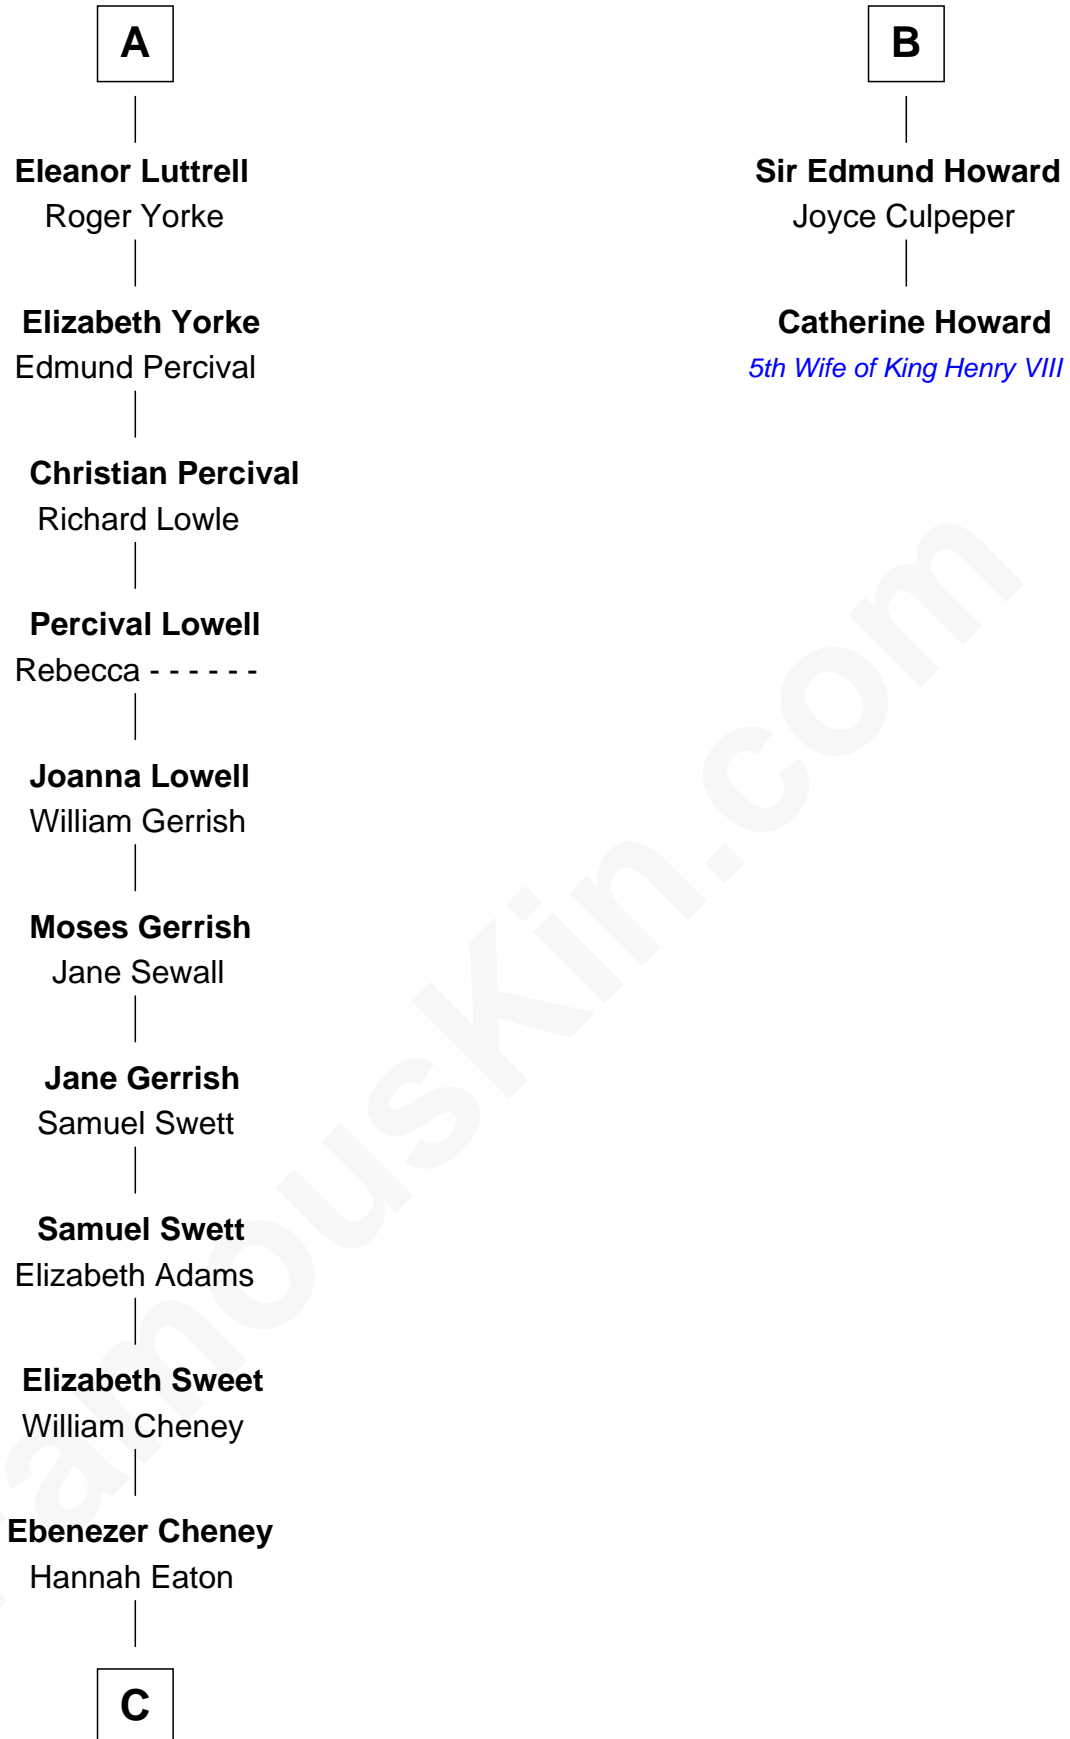 A
Eleanor Luttrell
Roger Yorke
Elizabeth Yorke
Edmund Percival
Christian Percival
Richard Lowle
Percival Lowell
Rebecca - - - - - -
Joanna Lowell
William Gerrish
Moses Gerrish
Jane Sewall
Jane Gerrish
Samuel Swett
Samuel Swett
Elizabeth Adams
Elizabeth Sweet
William Cheney
Ebenezer Cheney
Hannah Eaton
C
B
Sir Edmund Howard
Joyce Culpeper
Catherine Howard
5th Wife of King Henry VIII
FamousKin.com